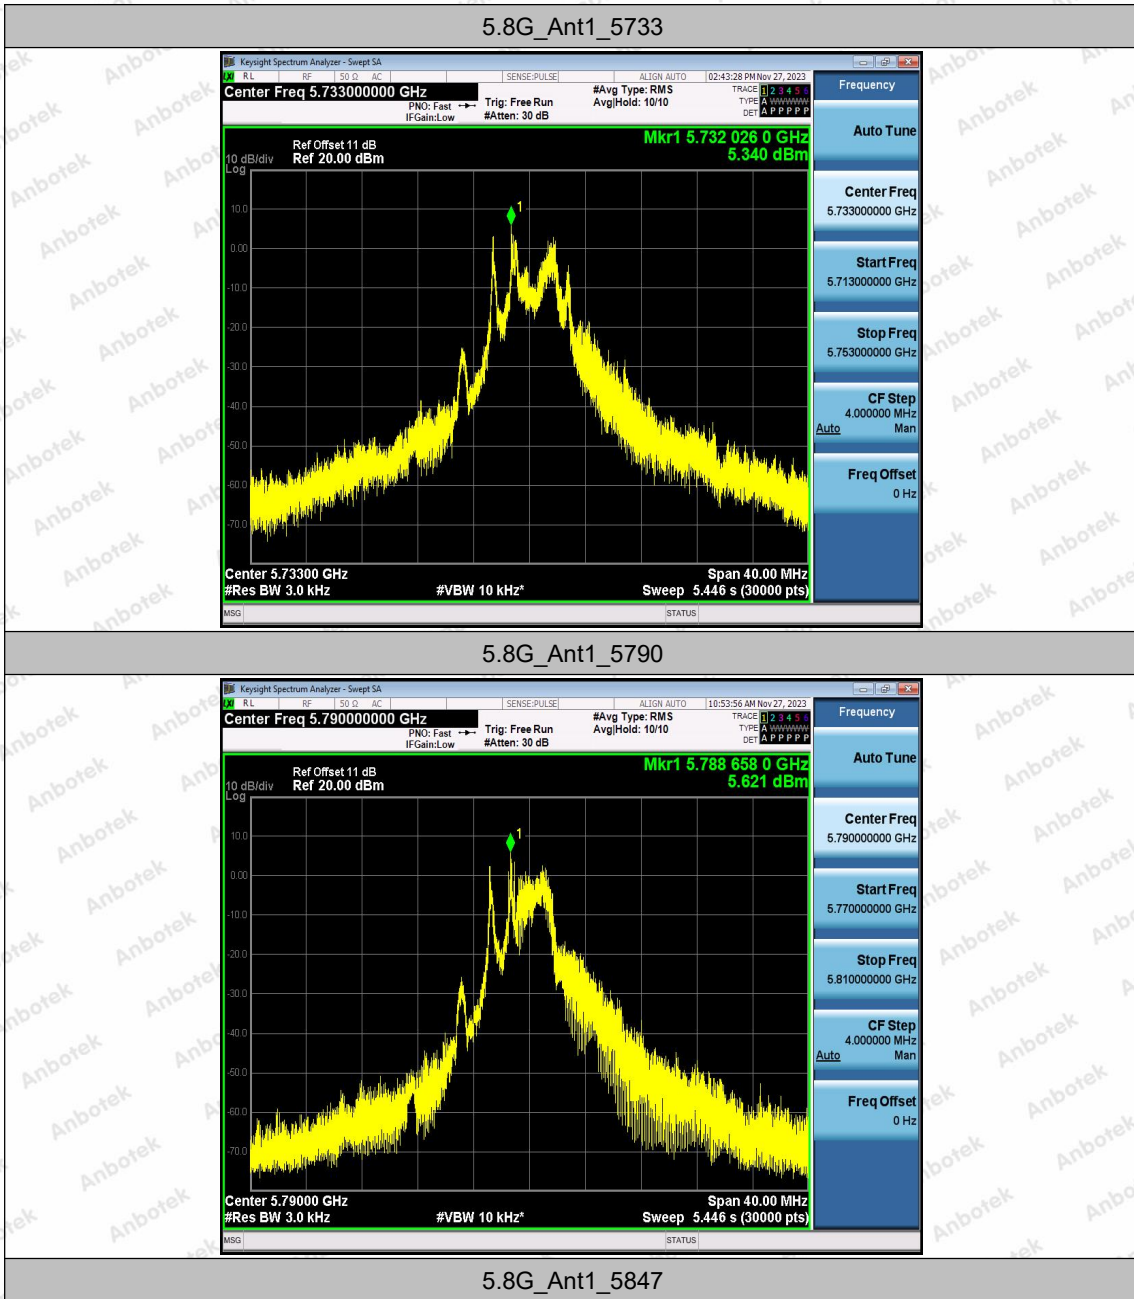 5.8G_Ant1_5733
Keysight Spectrum Analyzer - Swept SA
RL RF 50 Ω AC SENSE:PULSE ALIGN AUTO 02:43:28 PM Nov 27, 2023
Center Freq 5.733000000 GHz
PNO: Fast
IFGain:Low
Trig: Free Run
#Atten: 30 dB
#Avg Type: RMS
Avg|Hold: 10/10
TRACE 1 2 3 4 5 6
TYPE A WWWWW
DET A P P P P P
Frequency
Mkr1 5.732 026 0 GHz
5.340 dBm
Ref Offset 11 dB
10 dB/div Ref 20.00 dBm
Log
1
10.0
0.00
-10.0
-20.0
-30.0
-40.0
-50.0
-60.0
-70.0
Center 5.73300 GHz Span 40.00 MHz
#Res BW 3.0 kHz #VBW 10 kHz* Sweep 5.446 s (30000 pts)
MSG STATUS
Auto Tune
Center Freq
5.733000000 GHz
Start Freq
5.713000000 GHz
Stop Freq
5.753000000 GHz
CF Step
4.000000 MHz
Auto Man
Freq Offset
0 Hz
5.8G_Ant1_5790
Keysight Spectrum Analyzer - Swept SA
RL RF 50 Ω AC SENSE:PULSE ALIGN AUTO 10:53:56 AM Nov 27, 2023
Center Freq 5.790000000 GHz
PNO: Fast
IFGain:Low
Trig: Free Run
#Atten: 30 dB
#Avg Type: RMS
Avg|Hold: 10/10
TRACE 1 2 3 4 5 6
TYPE A WWWWW
DET A P P P P P
Frequency
Mkr1 5.788 658 0 GHz
5.621 dBm
Ref Offset 11 dB
10 dB/div Ref 20.00 dBm
Log
1
10.0
0.00
-10.0
-20.0
-30.0
-40.0
-50.0
-60.0
-70.0
Center 5.79000 GHz Span 40.00 MHz
#Res BW 3.0 kHz #VBW 10 kHz* Sweep 5.446 s (30000 pts)
MSG STATUS
Auto Tune
Center Freq
5.790000000 GHz
Start Freq
5.770000000 GHz
Stop Freq
5.810000000 GHz
CF Step
4.000000 MHz
Auto Man
Freq Offset
0 Hz
5.8G_Ant1_5847
Anbotek